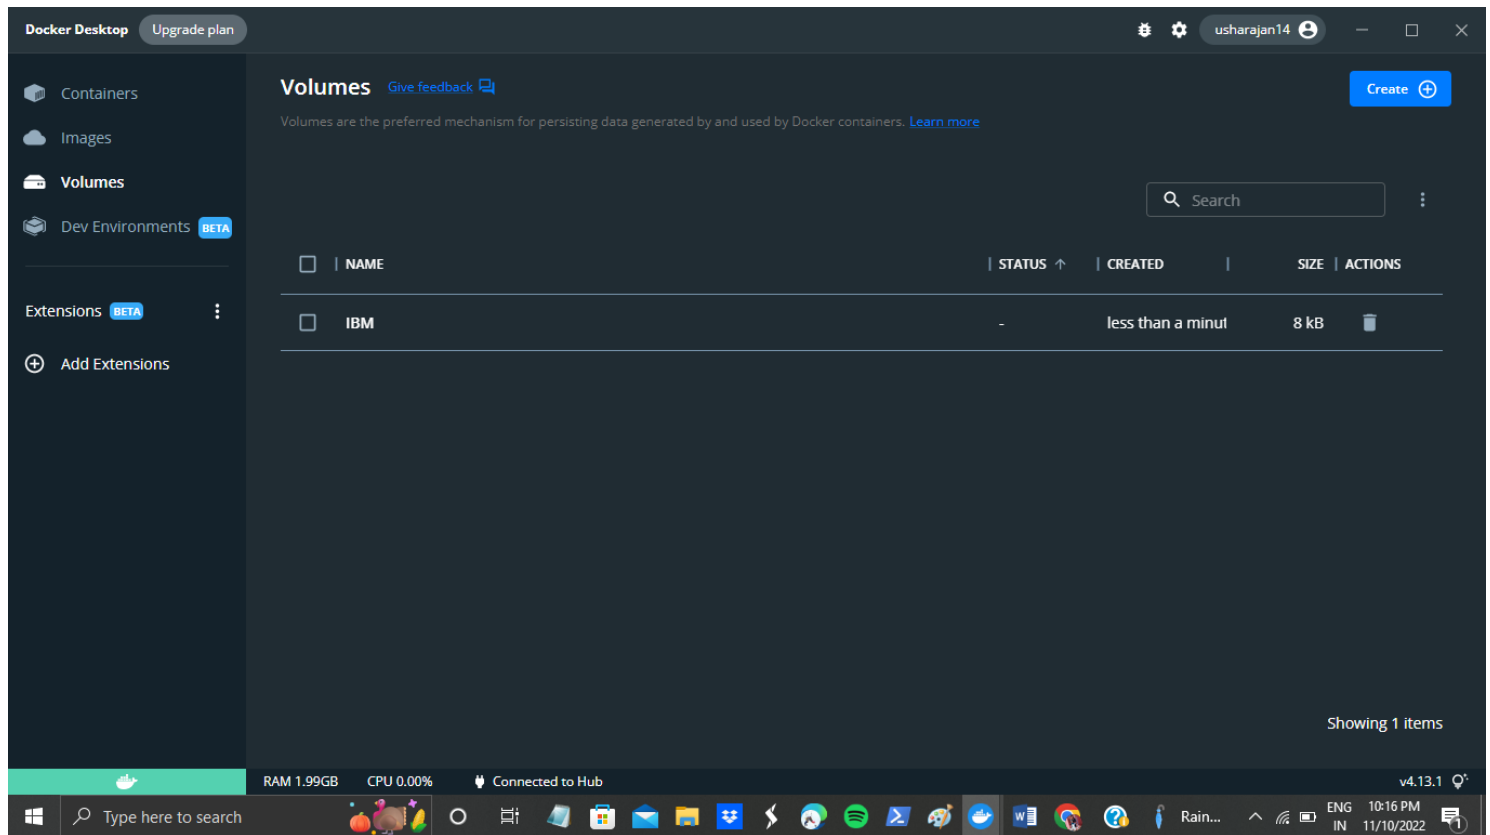 Docker Desktop Upgrade plan
usharajan14
Containers
Images
Volumes
Dev Environments BETA
Extensions BETA
Add Extensions
Volumes Give feedback
Create
Volumes are the preferred mechanism for persisting data generated by and used by Docker containers. Learn more
Search
NAME STATUS CREATED SIZE ACTIONS
IBM - less than a minut 8 kB
Showing 1 items
RAM 1.99GB CPU 0.00% Connected to Hub v4.13.1
Type here to search
Rain...
ENG
IN
10:16 PM
11/10/2022
1